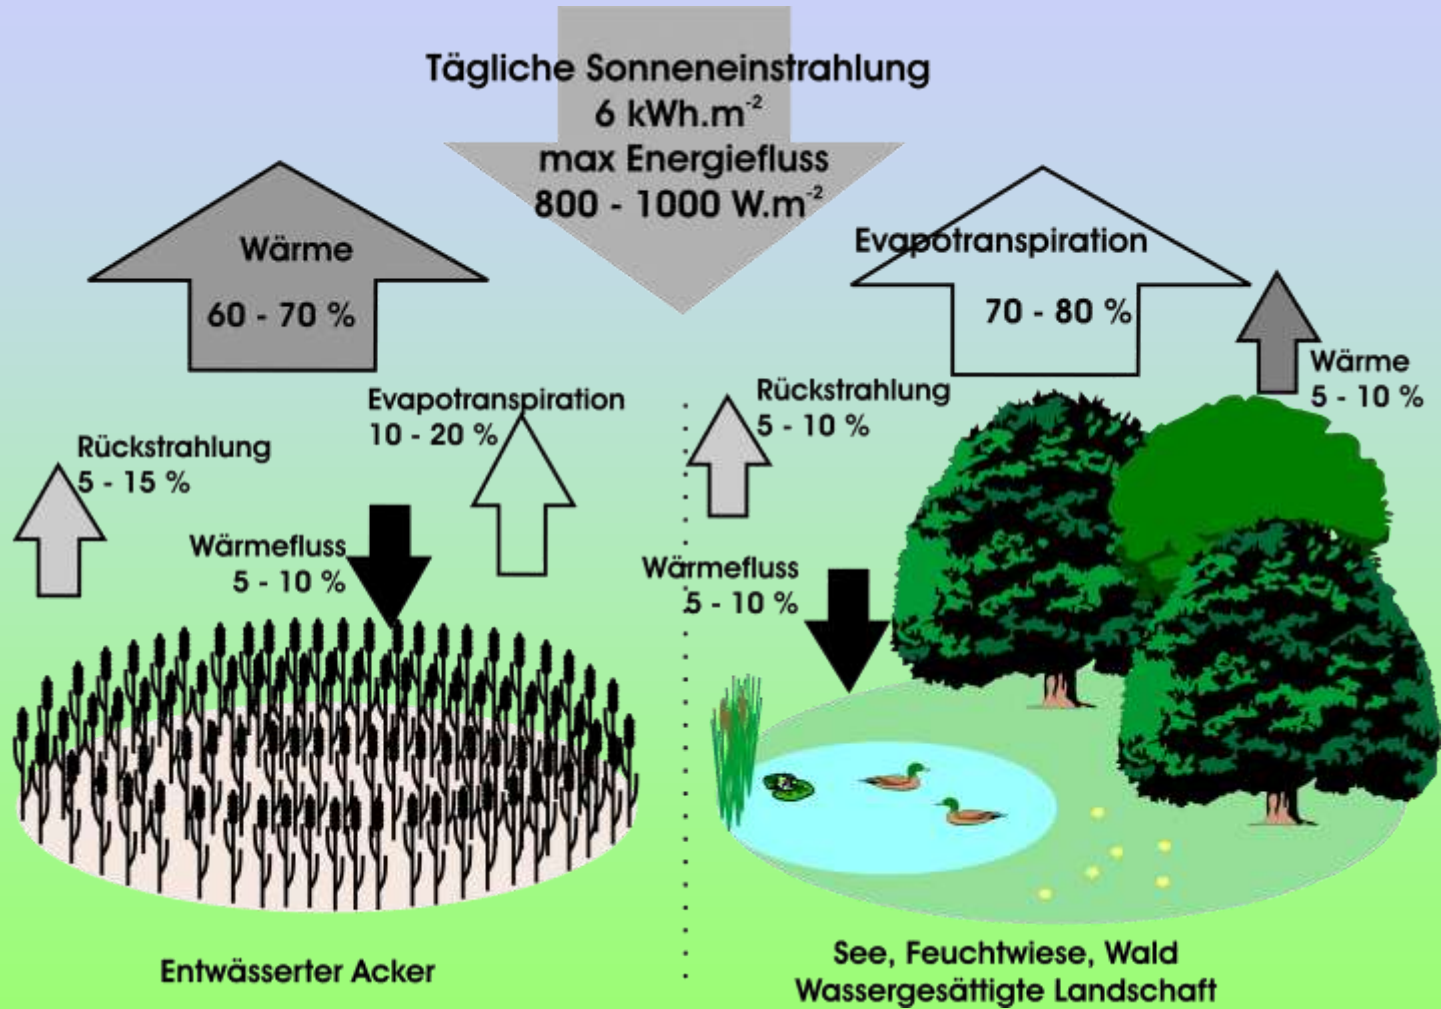 Tägliche Sonneneinstrahlung
6 kWh.m⁻²
max Energiefluss
800 - 1000 W.m⁻²
Wärme
60 - 70 %
Evapotranspiration
10 - 20 %
Rückstrahlung
5 - 15 %
Wärmefluss
5 - 10 %
Entwässerter Acker
Evapotranspiration
70 - 80 %
Wärme
5 - 10 %
Rückstrahlung
5 - 10 %
Wärmefluss
5 - 10 %
See, Feuchtwiese, Wald
Wassergesättigte Landschaft